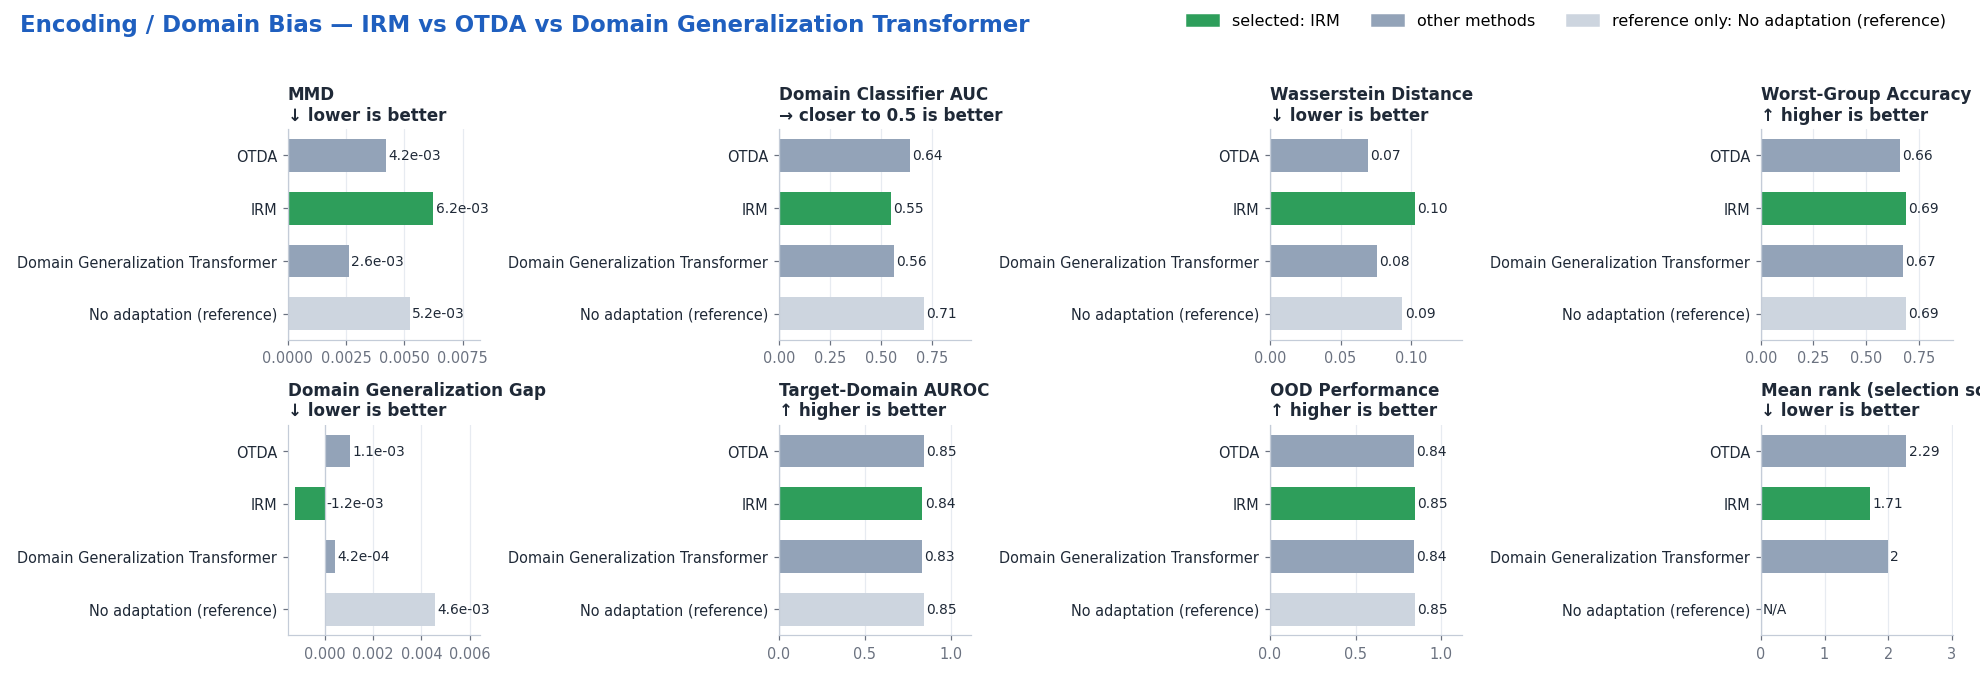 Encoding / Domain Bias — IRM vs OTDA vs Domain Generalization Transformer
selected: IRM
other methods
reference only: No adaptation (reference)
MMD
↓ lower is better
OTDA
4.2e-03
IRM
6.2e-03
Domain Generalization Transformer
2.6e-03
No adaptation (reference)
5.2e-03
0.0000 0.0025 0.0050 0.0075
Domain Classifier AUC
→ closer to 0.5 is better
OTDA
0.64
IRM
0.55
Domain Generalization Transformer
0.56
No adaptation (reference)
0.71
0.00 0.25 0.50 0.75
Wasserstein Distance
↓ lower is better
OTDA
0.07
IRM
0.10
Domain Generalization Transformer
0.08
No adaptation (reference)
0.09
0.00 0.05 0.10
Worst-Group Accuracy
↑ higher is better
OTDA
0.66
IRM
0.69
Domain Generalization Transformer
0.67
No adaptation (reference)
0.69
0.00 0.25 0.50 0.75
Domain Generalization Gap
↓ lower is better
OTDA
1.1e-03
IRM
-1.2e-03
Domain Generalization Transformer
4.2e-04
No adaptation (reference)
4.6e-03
0.000 0.002 0.004 0.006
Target-Domain AUROC
↑ higher is better
OTDA
0.85
IRM
0.84
Domain Generalization Transformer
0.83
No adaptation (reference)
0.85
0.0 0.5 1.0
OOD Performance
↑ higher is better
OTDA
0.84
IRM
0.85
Domain Generalization Transformer
0.84
No adaptation (reference)
0.85
0.0 0.5 1.0
Mean rank (selection
↓ lower is better
OTDA
2.29
IRM
1.71
Domain Generalization Transformer
2
No adaptation (reference)
N/A
0 1 2 3